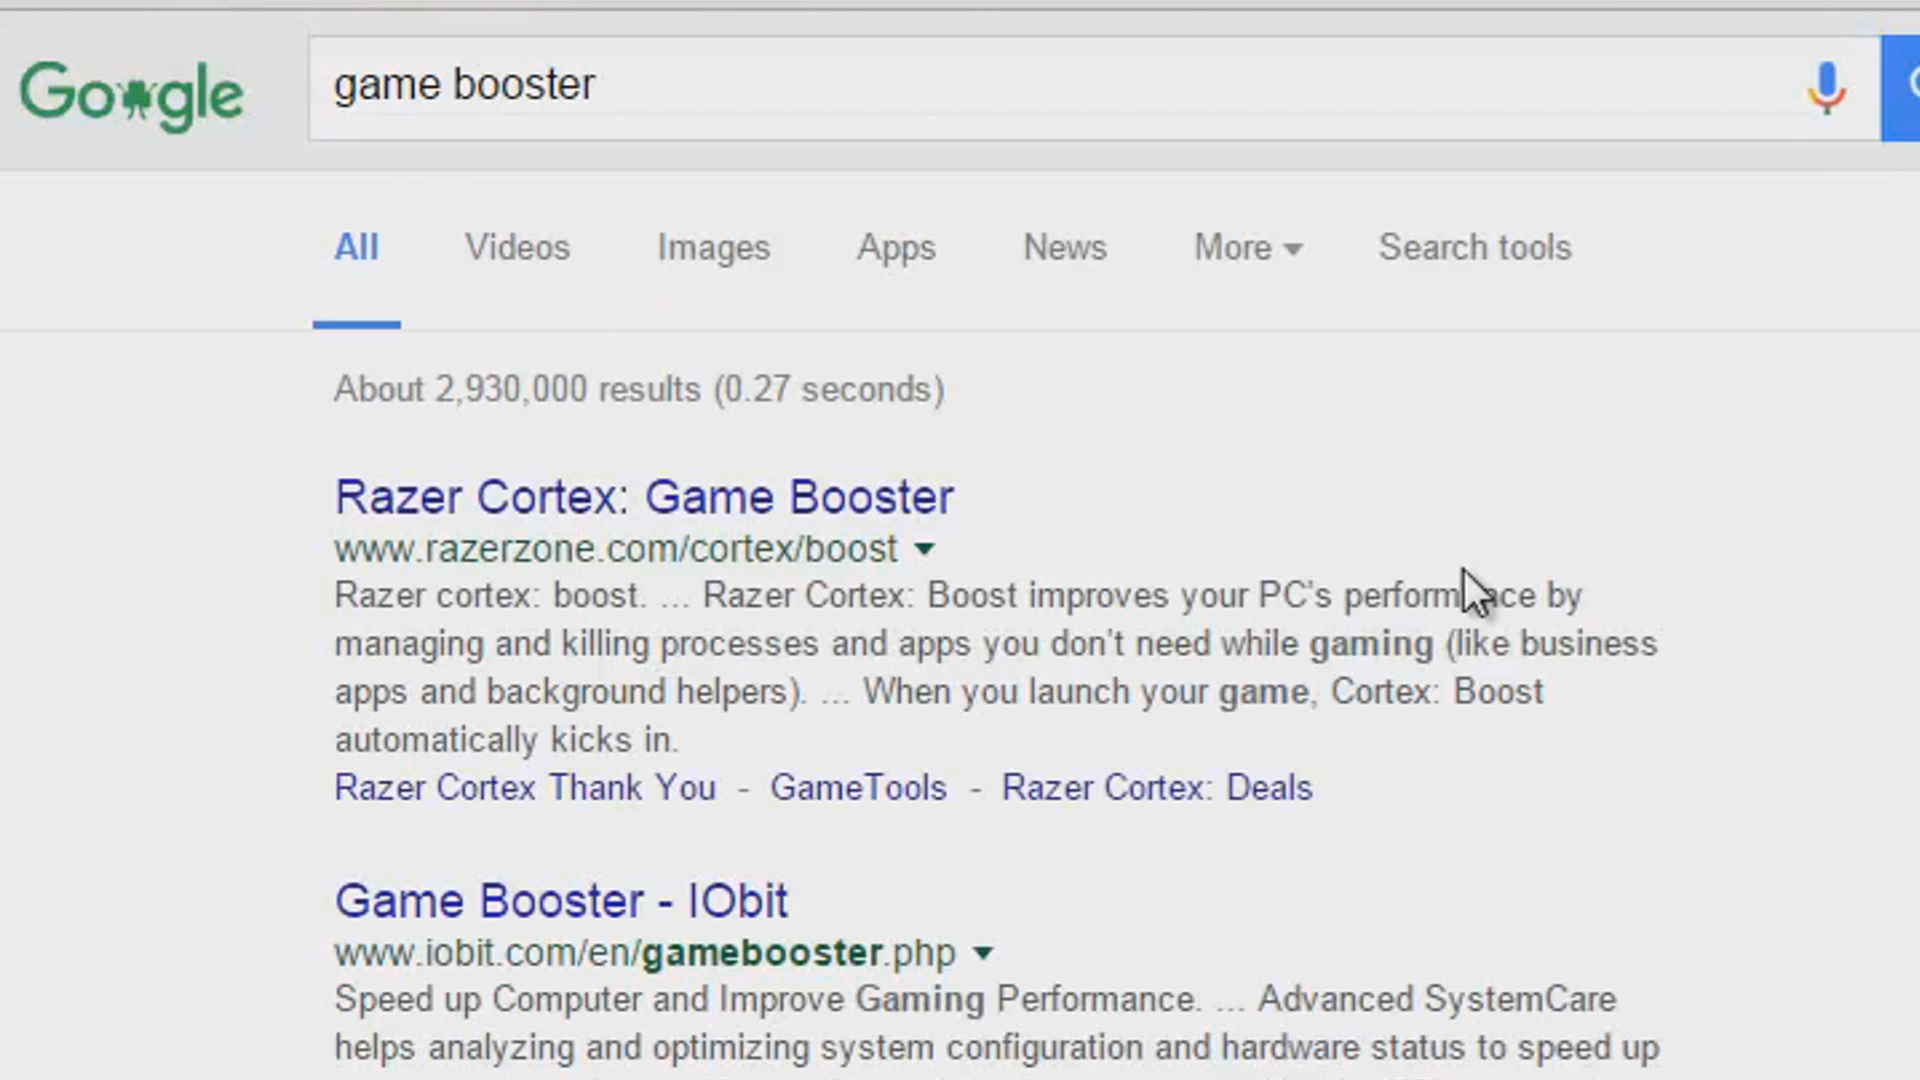 Google
game booster
All Videos Images Apps News More Search tools
About 2,930,000 results (0.27 seconds)
Razer Cortex: Game Booster
www.razerzone.com/cortex/boost
Razer cortex: boost. ... Razer Cortex: Boost improves your PC's performance by
managing and killing processes and apps you don't need while gaming (like business
apps and background helpers). ... When you launch your game, Cortex: Boost
automatically kicks in.
Razer Cortex Thank You - GameTools - Razer Cortex: Deals
Game Booster - IObit
www.iobit.com/en/gamebooster.php
Speed up Computer and Improve Gaming Performance. ... Advanced SystemCare
helps analyzing and optimizing system configuration and hardware status to speed up